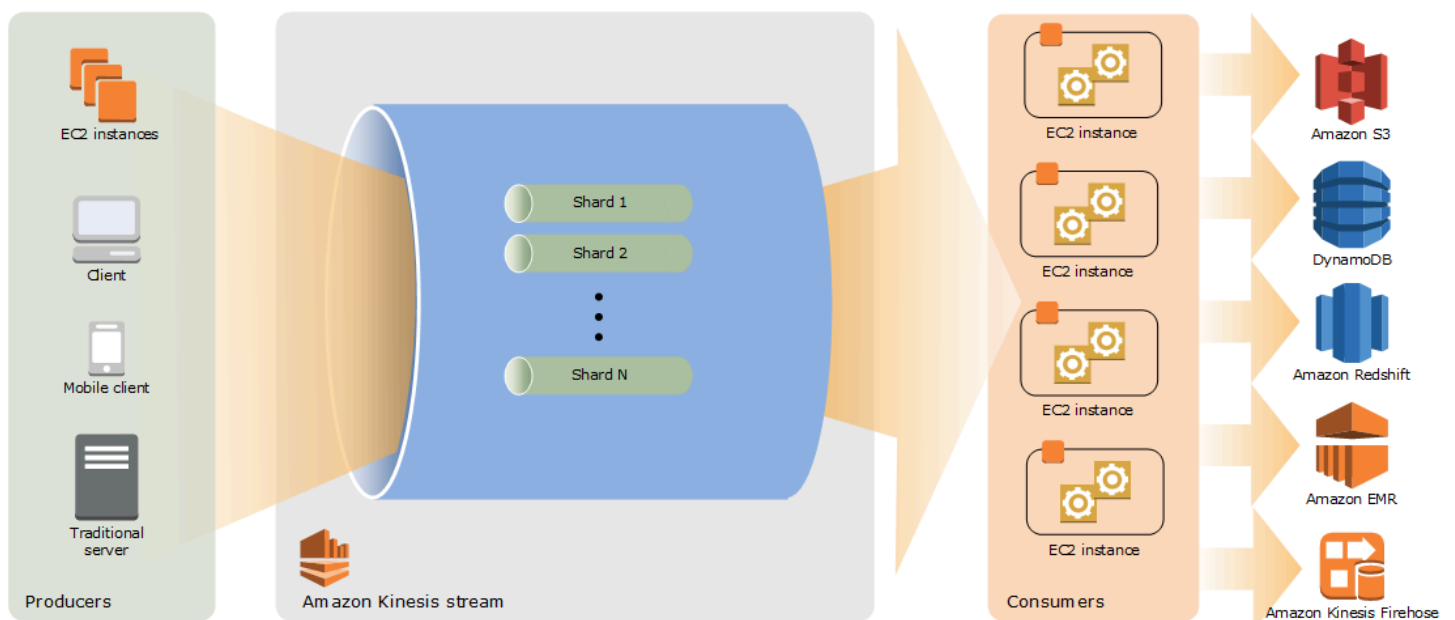 EC2 instances
Client
Mobile client
Traditional
server
Producers
Shard 1
Shard 2
Shard N
Amazon Kinesis stream
EC2 instance
EC2 instance
EC2 instance
EC2 instance
Consumers
Amazon S3
DynamoDB
Amazon Redshift
Amazon EMR
Amazon Kinesis Firehose